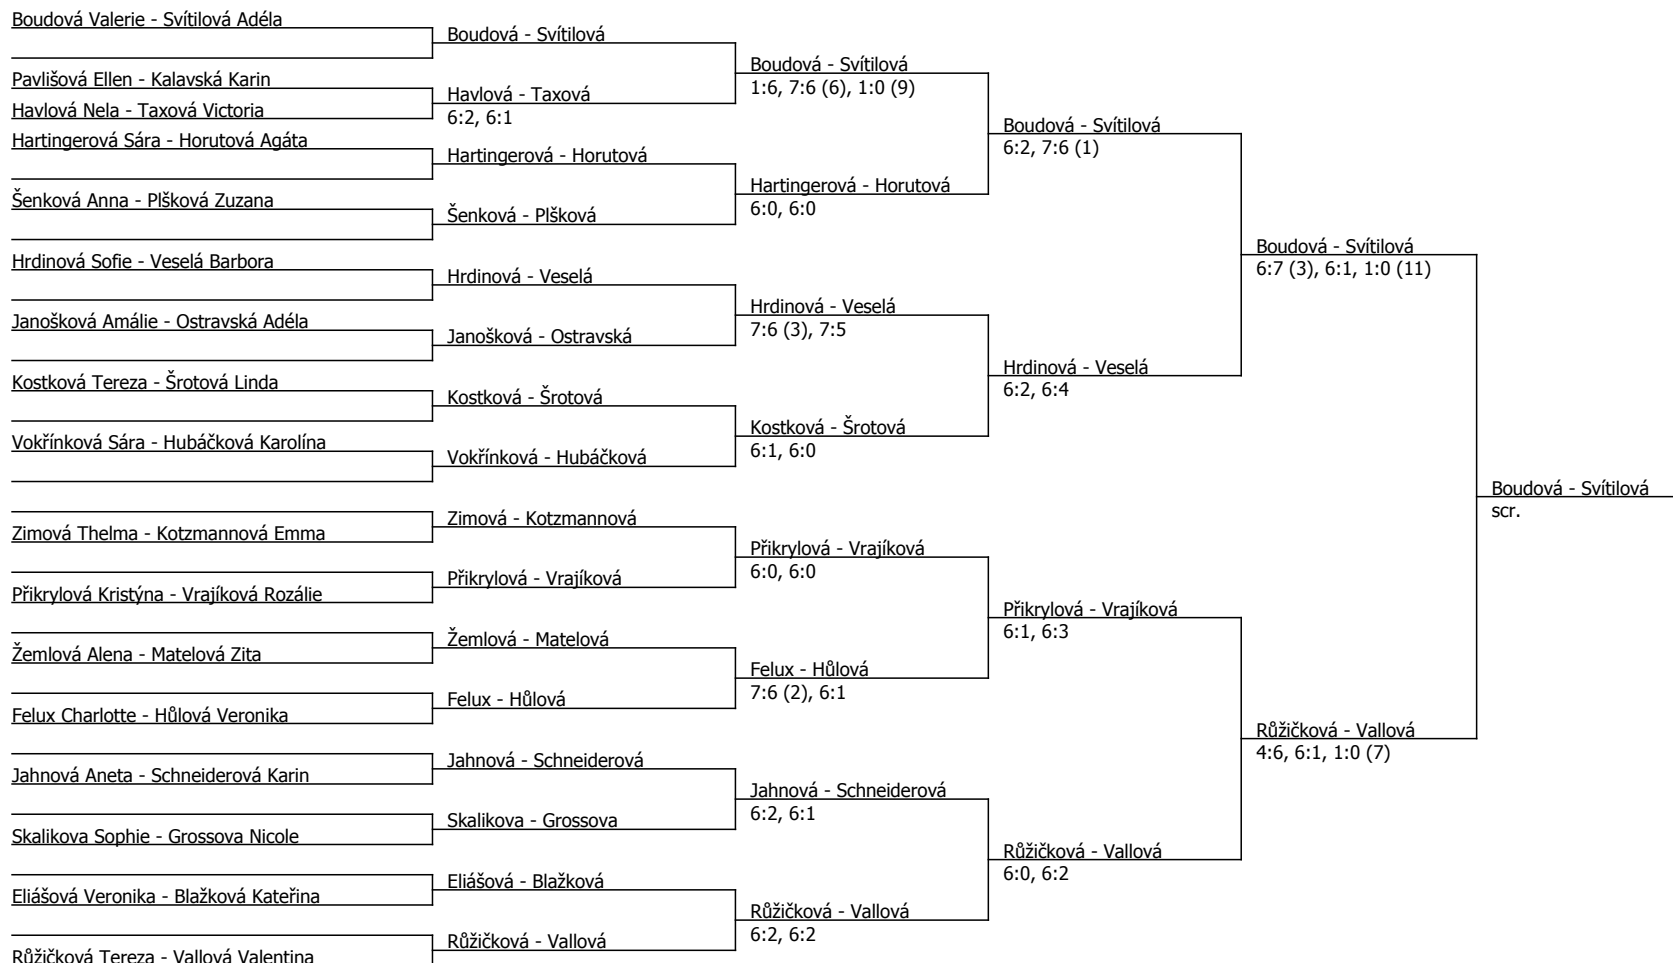 Boudová Valerie - Svítilová Adéla
Pavlišová Ellen - Kalavská Karin
Havlová Nela - Taxová Victoria
Hartingerová Sára - Horutová Agáta
Šenková Anna - Plšková Zuzana
Hrdinová Sofie - Veselá Barbora
Janošková Amálie - Ostravská Adéla
Kostková Tereza - Šrotová Linda
Vokřínková Sára - Hubáčková Karolína
Zimová Thelma - Kotzmannová Emma
Přikrylová Kristýna - Vrajíková Rozálie
Žemlová Alena - Matelová Zita
Felux Charlotte - Hůlová Veronika
Jahnová Aneta - Schneiderová Karin
Skalikova Sophie - Grossova Nicole
Eliášová Veronika - Blažková Kateřina
Růžičková Tereza - Vallová Valentina
Boudová - Svítilová
Havlová - Taxová
6:2, 6:1
Hartingerová - Horutová
Šenková - Plšková
Hrdinová - Veselá
Janošková - Ostravská
Kostková - Šrotová
Vokřínková - Hubáčková
Zimová - Kotzmannová
Přikrylová - Vrajíková
Žemlová - Matelová
Felux - Hůlová
Jahnová - Schneiderová
Skalikova - Grossova
Eliášová - Blažková
Růžičková - Vallová
Boudová - Svítilová
1:6, 7:6 (6), 1:0 (9)
Hartingerová - Horutová
6:0, 6:0
Hrdinová - Veselá
7:6 (3), 7:5
Kostková - Šrotová
6:1, 6:0
Přikrylová - Vrajíková
6:0, 6:0
Felux - Hůlová
7:6 (2), 6:1
Jahnová - Schneiderová
6:2, 6:1
Růžičková - Vallová
6:2, 6:2
Boudová - Svítilová
6:2, 7:6 (1)
Hrdinová - Veselá
6:2, 6:4
Přikrylová - Vrajíková
6:1, 6:3
Růžičková - Vallová
6:0, 6:2
Boudová - Svítilová
6:7 (3), 6:1, 1:0 (11)
Růžičková - Vallová
4:6, 6:1, 1:0 (7)
Boudová - Svítilová
scr.